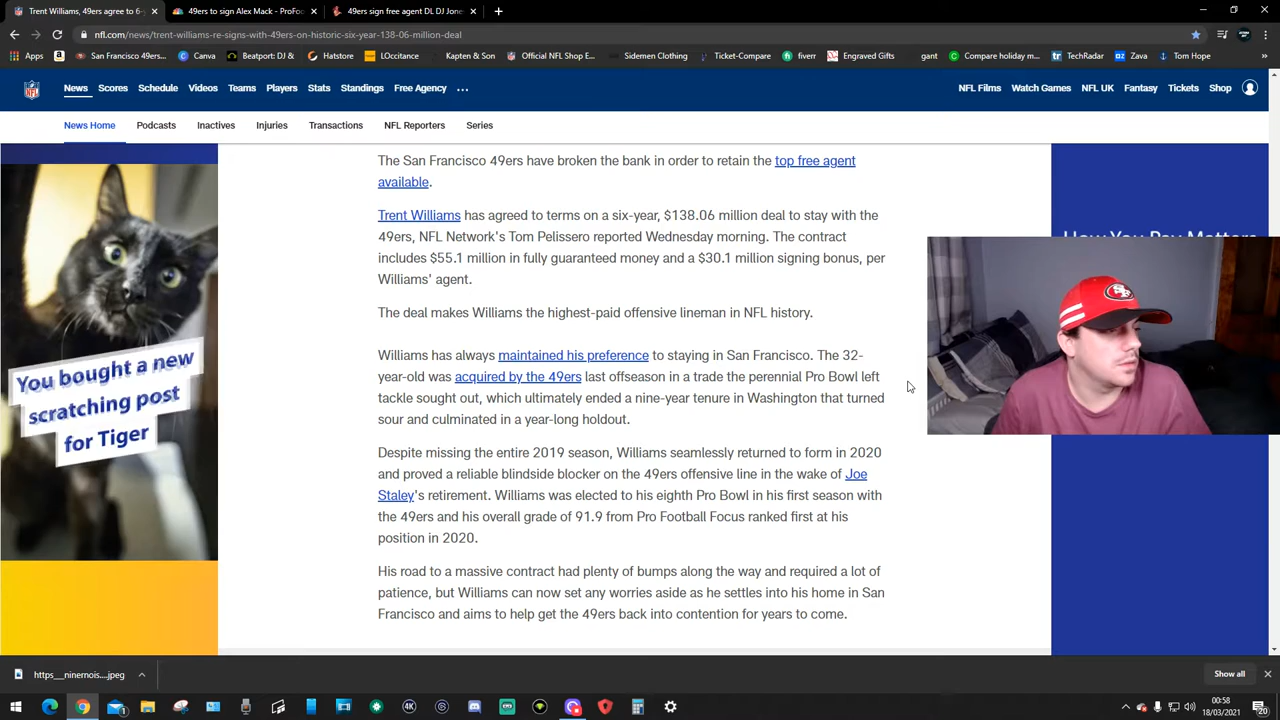 Trent Williams, 49ers agree to 6-
49ers to sign Alex Mack - ProFoo
49ers sign free agent DL DJ Jone
nfl.com/news/trent-williams-re-signs-with-49ers-on-historic-six-year-138-06-million-deal
Apps San Francisco 49er... Canva Beatport: DJ & Hatstore LOccitance Kapten & Son Official NFL Shop E... Sidemen Clothing Ticket-Compare fiverr Engraved Gifts gant Compare holiday m... TechRadar Zava Tom Hope
News Scores Schedule Videos Teams Players Stats Standings Free Agency ... NFL Films Watch Games NFL UK Fantasy Tickets Shop
News Home Podcasts Inactives Injuries Transactions NFL Reporters Series
The San Francisco 49ers have broken the bank in order to retain the top free agent
available.
Trent Williams has agreed to terms on a six-year, $138.06 million deal to stay with the
49ers, NFL Network's Tom Pelissero reported Wednesday morning. The contract
includes $55.1 million in fully guaranteed money and a $30.1 million signing bonus, per
Williams' agent.
The deal makes Williams the highest-paid offensive lineman in NFL history.
Williams has always maintained his preference to staying in San Francisco. The 32-
year-old was acquired by the 49ers last offseason in a trade the perennial Pro Bowl left
tackle sought out, which ultimately ended a nine-year tenure in Washington that turned
sour and culminated in a year-long holdout.
Despite missing the entire 2019 season, Williams seamlessly returned to form in 2020
and proved a reliable blindside blocker on the 49ers offensive line in the wake of Joe
Staley's retirement. Williams was elected to his eighth Pro Bowl in his first season with
the 49ers and his overall grade of 91.9 from Pro Football Focus ranked first at his
position in 2020.
His road to a massive contract had plenty of bumps along the way and required a lot of
patience, but Williams can now set any worries aside as he settles into his home in San
Francisco and aims to help get the 49ers back into contention for years to come.
You bought a new
scratching post
for Tiger
https__ninernois....jpeg
Show all
00:58
18/03/2021
20